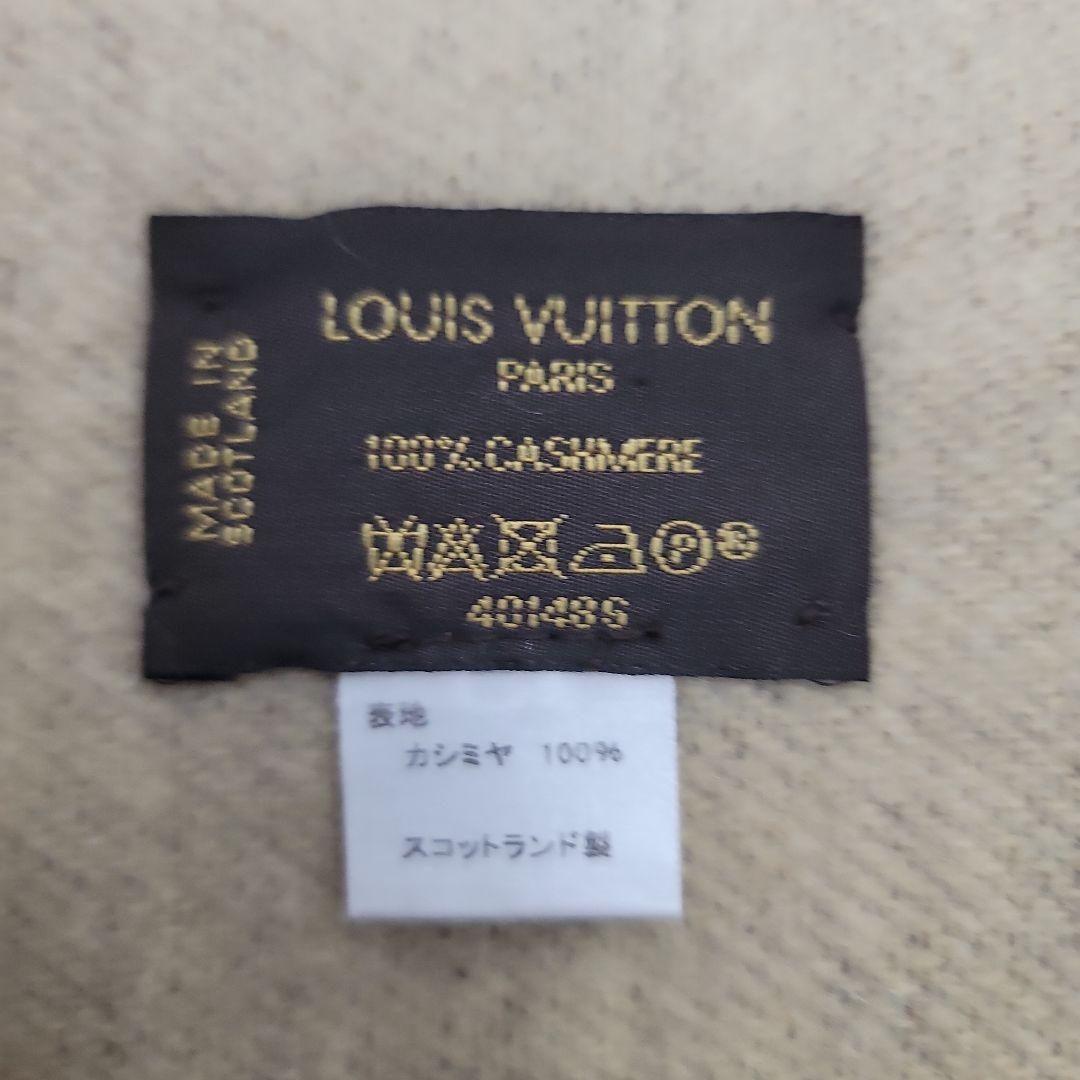 LOUIS VUITTON
PARIS
100% CASHMERE
MADE IN
SCOTLAND
P
表地
カシミヤ 100%
スコットランド製